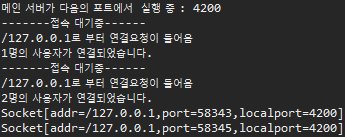 메인 서버가 다음의 포트에서 실행 중 : 4200
-------접속 대기중------
/127.0.0.1로 부터 연결요청이 들어옴
1명의 사용자가 연결되었습니다.
-------접속 대기중------
/127.0.0.1로 부터 연결요청이 들어옴
2명의 사용자가 연결되었습니다.
Socket[addr=/127.0.0.1,port=58343,localport=4200]
Socket[addr=/127.0.0.1,port=58345,localport=4200]